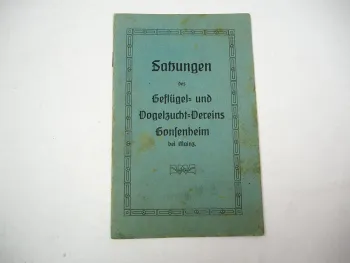 Satzungen
des
Geflügel- und
Vogelzucht-Vereins
Gonsenheim
bei Mainz.